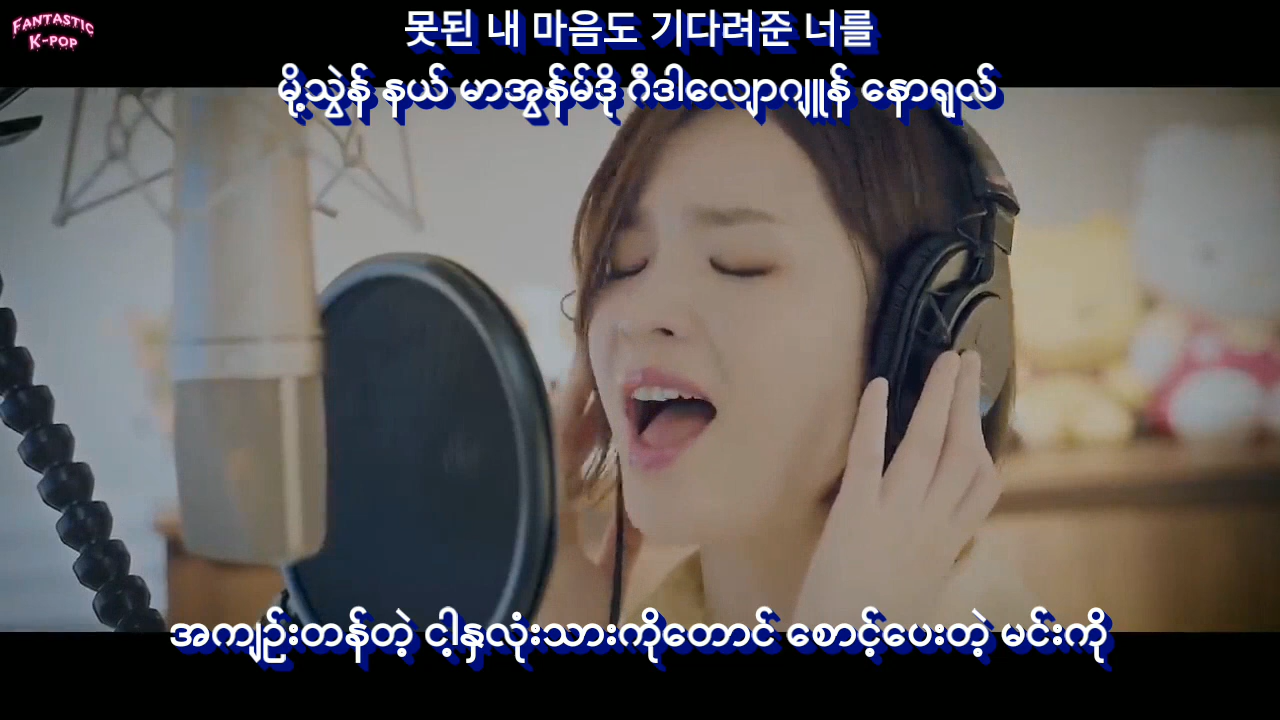 FANTASTIC
K-POP
못된 내 마음도 기다려준 너를
မို့သွဲန် နယ် မာအွန်မ်ဒို ဂီဒါလျောဂျူန် နောရုလ်
အကျဉ်းတန်တဲ့ ငါ့နှလုံးသားကိုတောင် စောင့်ပေးတဲ့ မင်းကို